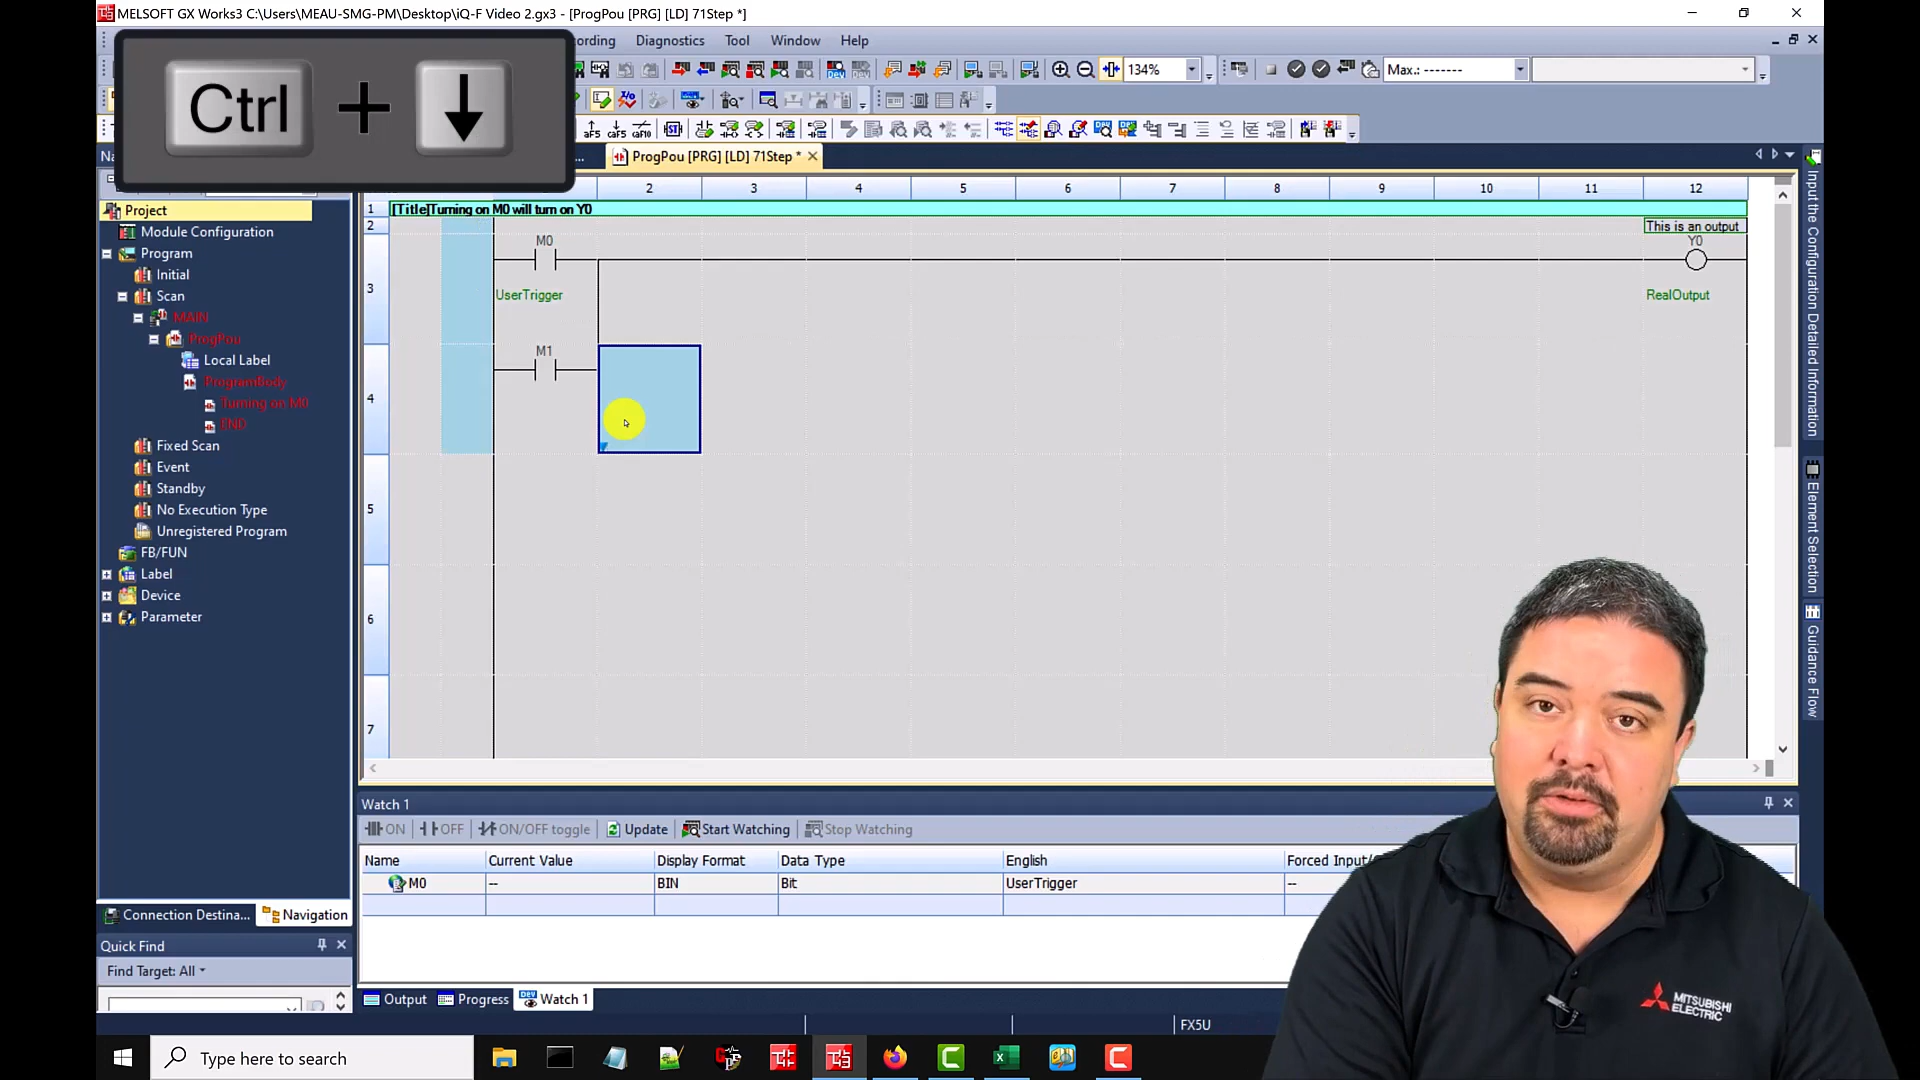 MELSOFT GX Works3 C:\Users\MEAU-SMG-PM\Desktop\iQ-F Video 2.gx3 - [ProgPou [PRG] [LD] 71Step *]
Diagnostics Tool Window Help
Ctrl + ↓
134%
Max.: -------
aF5 caF5 caF10
ProgPou [PRG] [LD] 71Step *
2 3 4 5 6 7 8 9 10 11 12
1 [Title]Turning on M0 will turn on Y0
2 This is an output
M0 Y0
3
UserTrigger RealOutput
M1
4
5
6
7
Project
Module Configuration
Program
Initial
Scan
MAIN
ProgPou
Local Label
ProgramBody
Turning on M0
END
Fixed Scan
Event
Standby
No Execution Type
Unregistered Program
FB/FUN
Label
Device
Parameter
Connection Destina... Navigation
Quick Find
Find Target: All
Input the Configuration Detailed Information
Element Selection
Guidance Flow
Watch 1
ON OFF ON/OFF toggle Update Start Watching Stop Watching
Name Current Value Display Format Data Type English Forced Input/
M0 -- BIN Bit UserTrigger --
Output Progress Watch 1
FX5U
Type here to search
MITSUBISHI
ELECTRIC